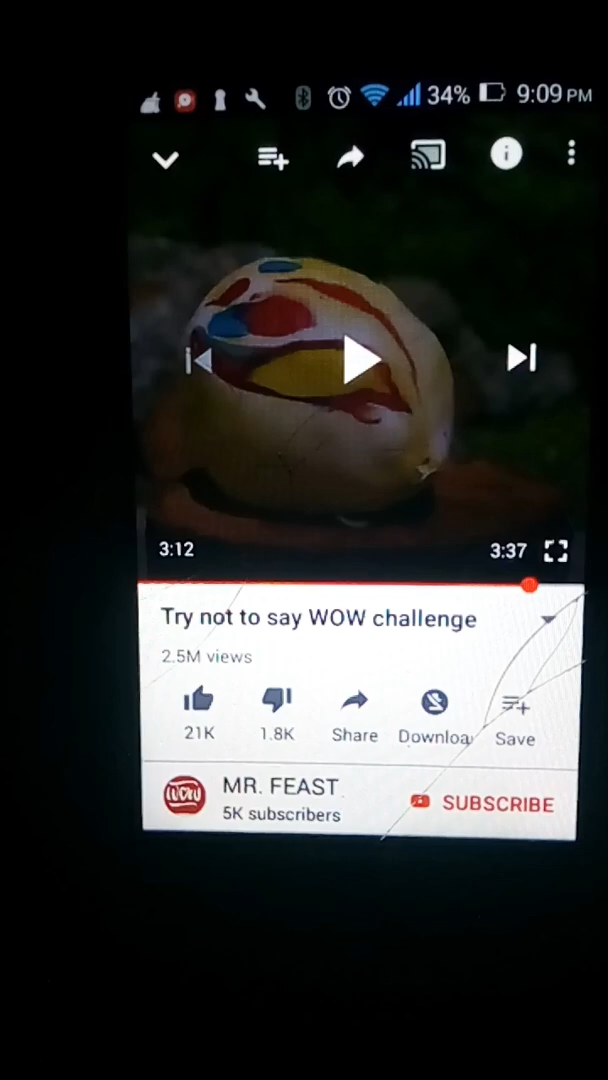 34% 9:09 PM
3:12 3:37
Try not to say WOW challenge
2.5M views
21K 1.8K Share Downloa Save
MR. FEAST
5K subscribers
SUBSCRIBE